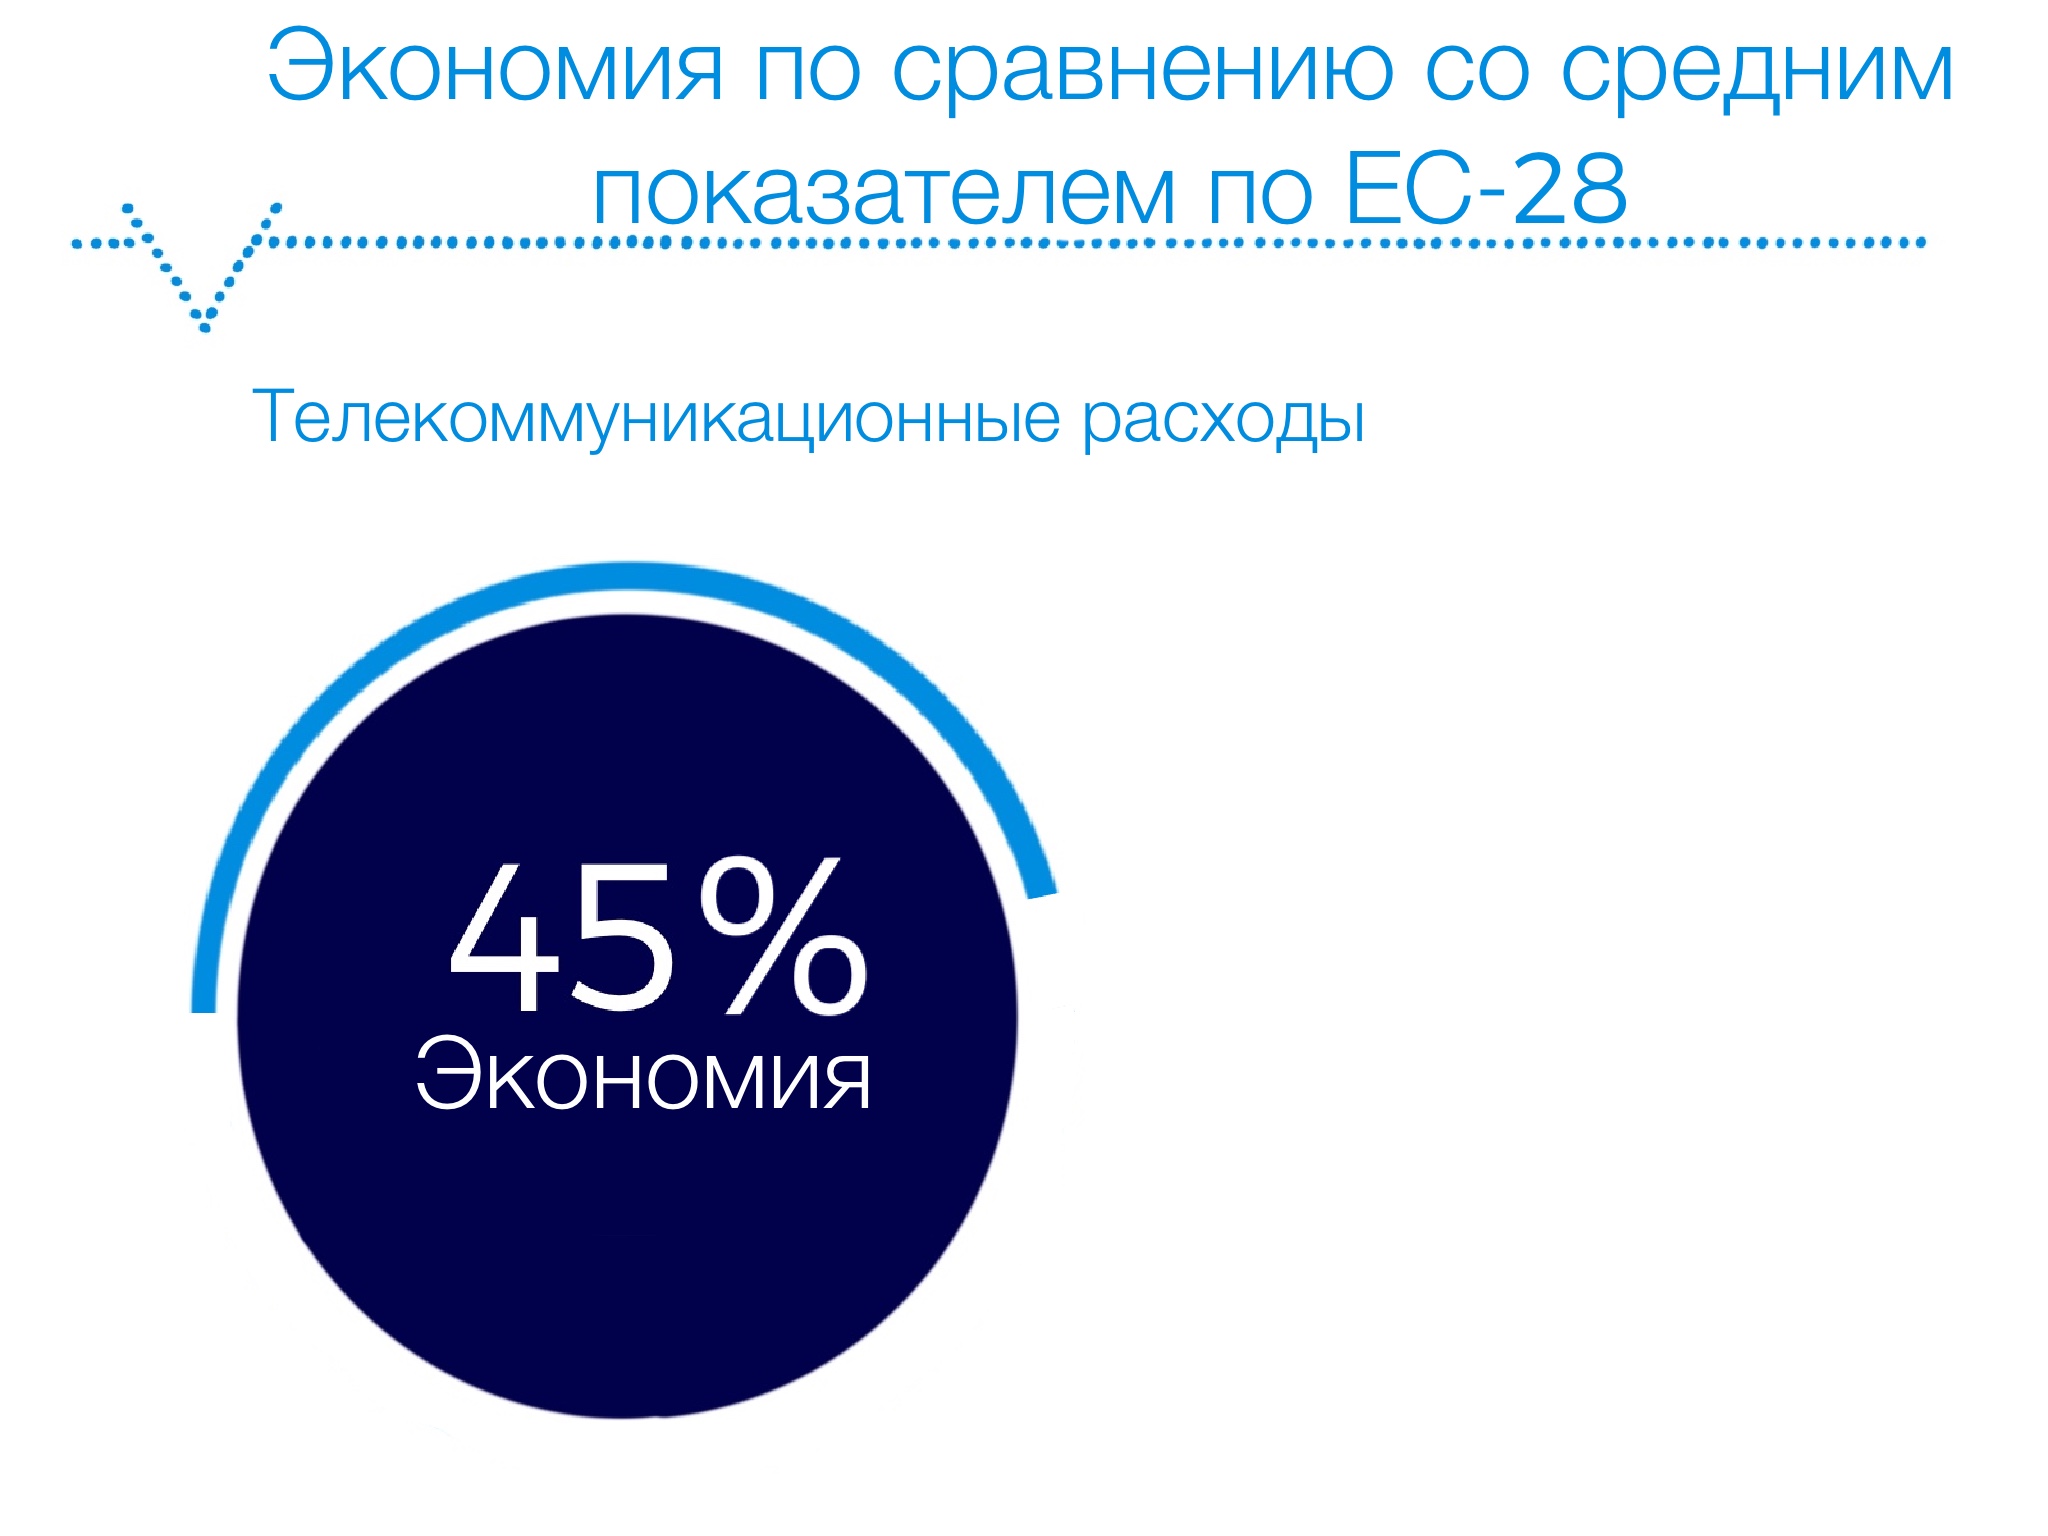 Экономия по сравнению со средним
показателем по ЕС-28
Телекоммуникационные расходы
45%
Экономия